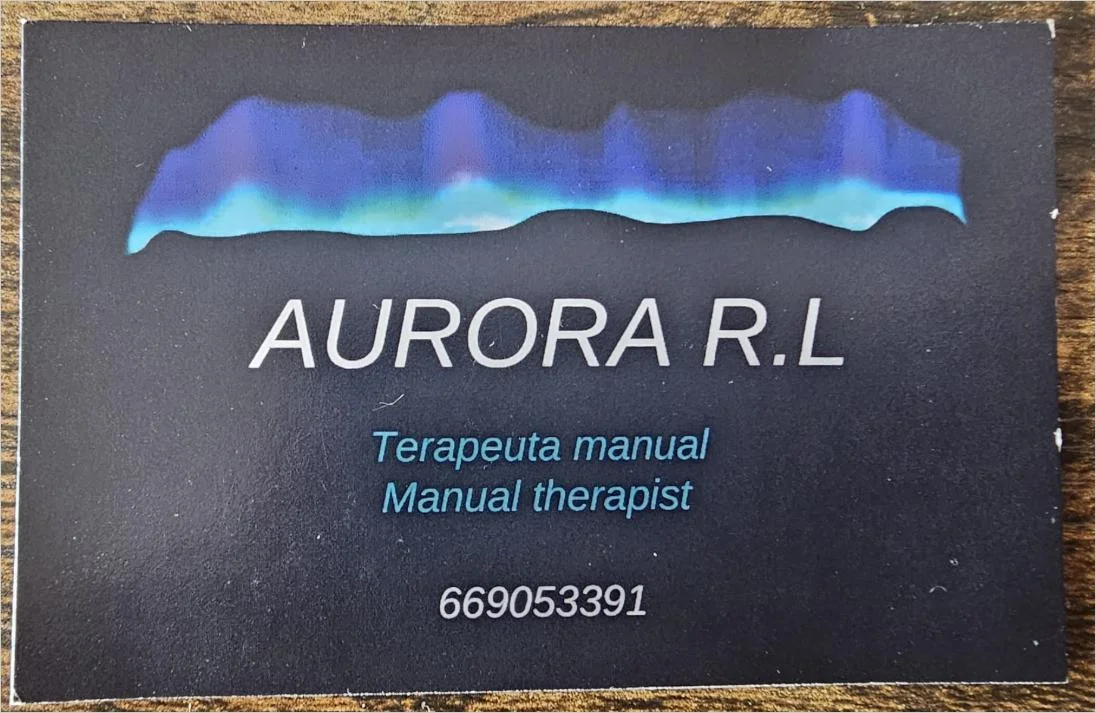 AURORA R.L
Terapeuta manual
Manual therapist
669053391